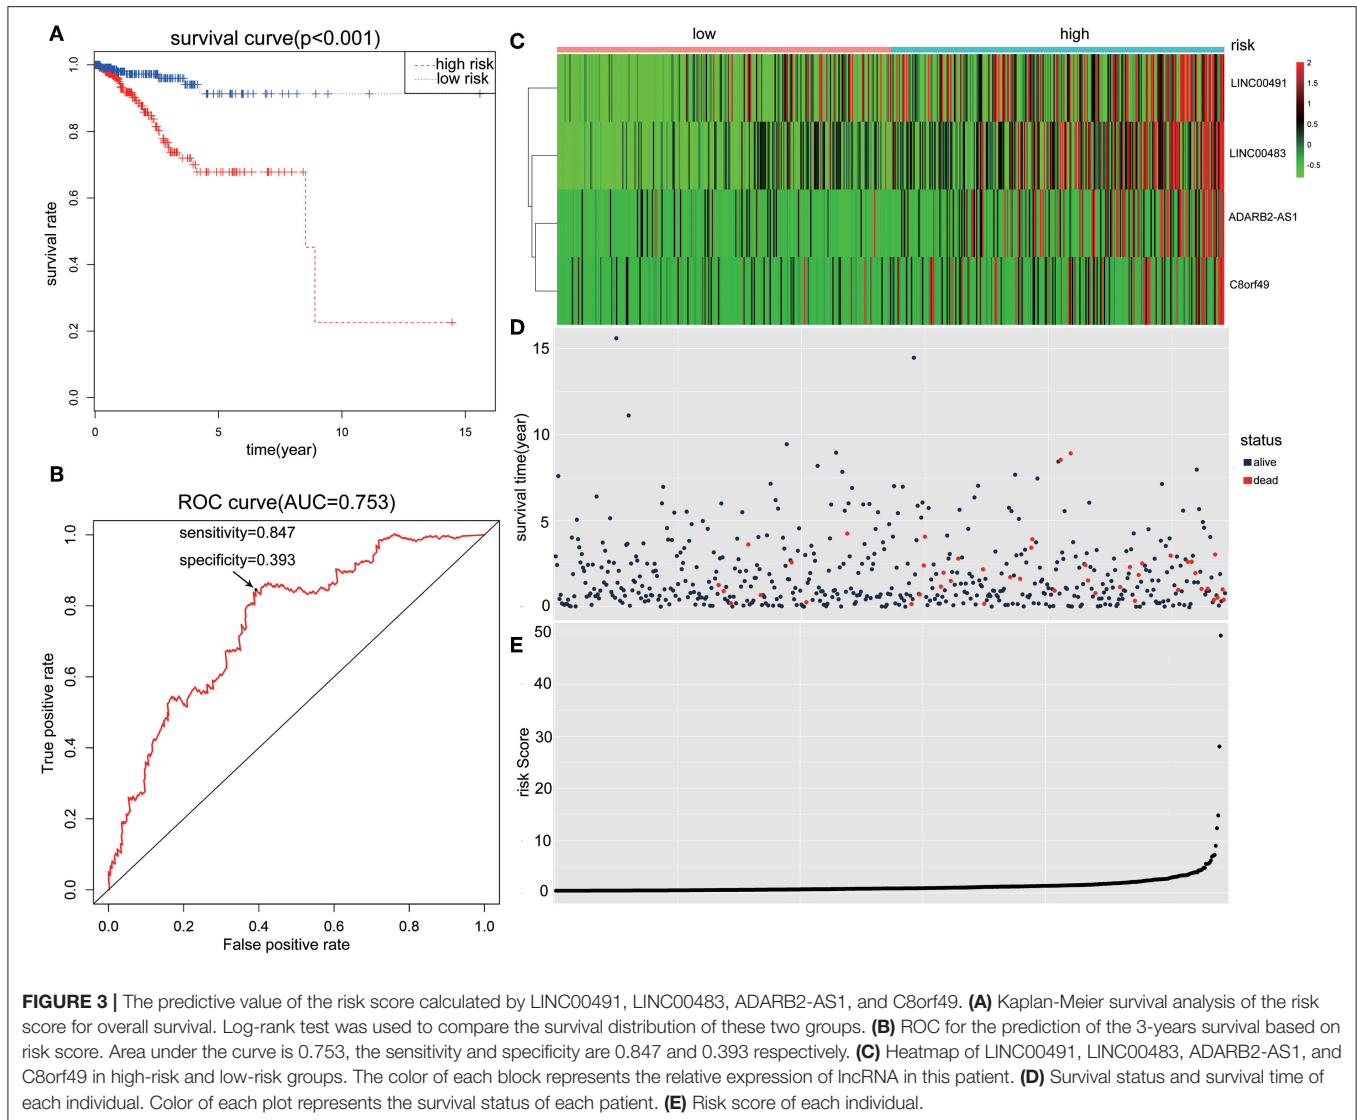 A
survival curve(p<0.001)
high risk
low risk
survival rate
1.0
0.8
0.6
0.4
0.2
0.0
0
5
10
15
time(year)
B
ROC curve(AUC=0.753)
sensitivity=0.847
specificity=0.393
True positive rate
1.0
0.8
0.6
0.4
0.2
0.0
0.0
0.2
0.4
0.6
0.8
1.0
False positive rate
C
low
high
risk
LINC00491
LINC00483
ADARB2-AS1
C8orf49
2
1.5
1
0.5
0
-0.5
D
survival time(year)
15
10
5
0
status
alive
dead
E
risk Score
50
40
30
20
10
0
FIGURE 3 | The predictive value of the risk score calculated by LINC00491, LINC00483, ADARB2-AS1, and C8orf49. (A) Kaplan-Meier survival analysis of the risk
score for overall survival. Log-rank test was used to compare the survival distribution of these two groups. (B) ROC for the prediction of the 3-years survival based on
risk score. Area under the curve is 0.753, the sensitivity and specificity are 0.847 and 0.393 respectively. (C) Heatmap of LINC00491, LINC00483, ADARB2-AS1, and
C8orf49 in high-risk and low-risk groups. The color of each block represents the relative expression of lncRNA in this patient. (D) Survival status and survival time of
each individual. Color of each plot represents the survival status of each patient. (E) Risk score of each individual.